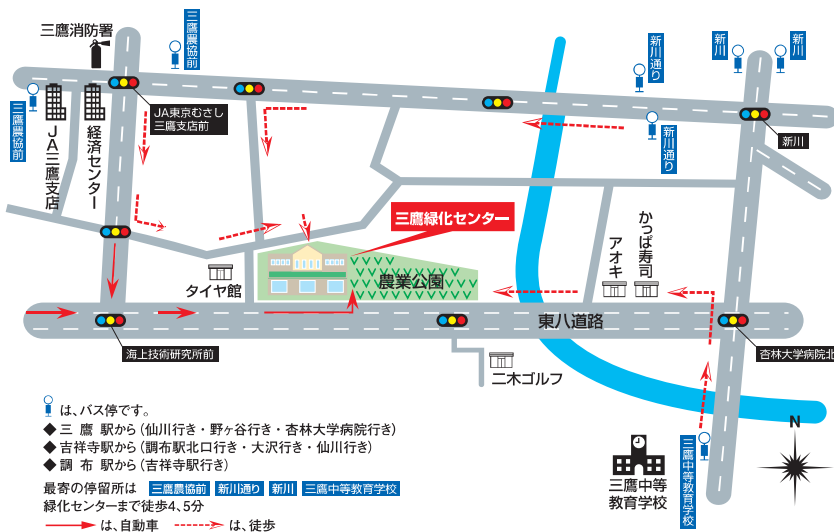 三鷹消防署
三鷹農協前
新川通り
新川
新川
三鷹農協前
JA三鷹支店
経済センター
JA東京むさし
三鷹支店前
新川通り
新川
三鷹緑化センター
かっぱ寿司
アオキ
タイヤ館
農業公園
東八道路
海上技術研究所前
杏林大学病院北
二木ゴルフ
は、バス停です。
◆三 鷹 駅から(仙川行き・野ヶ谷行き・杏林大学病院行き)
◆吉祥寺駅から(調布駅北口行き・大沢行き・仙川行き)
◆調 布 駅から(吉祥寺駅行き)
最寄の停留所は 三鷹農協前 新川通り 新川 三鷹中等教育学校
緑化センターまで徒歩4、5分
は、自動車 は、徒歩
三鷹中等
教育学校
三鷹中等教育学校
N